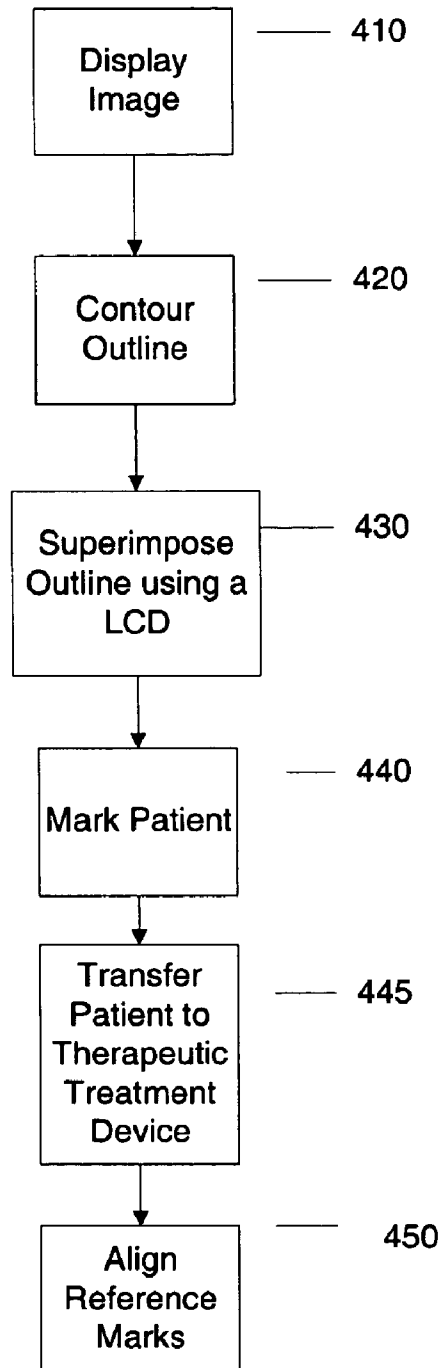 Display
Image
410
Contour
Outline
420
Superimpose
Outline using a
LCD
430
Mark Patient
440
Transfer
Patient to
Therapeutic
Treatment
Device
445
Align
Reference
Marks
450